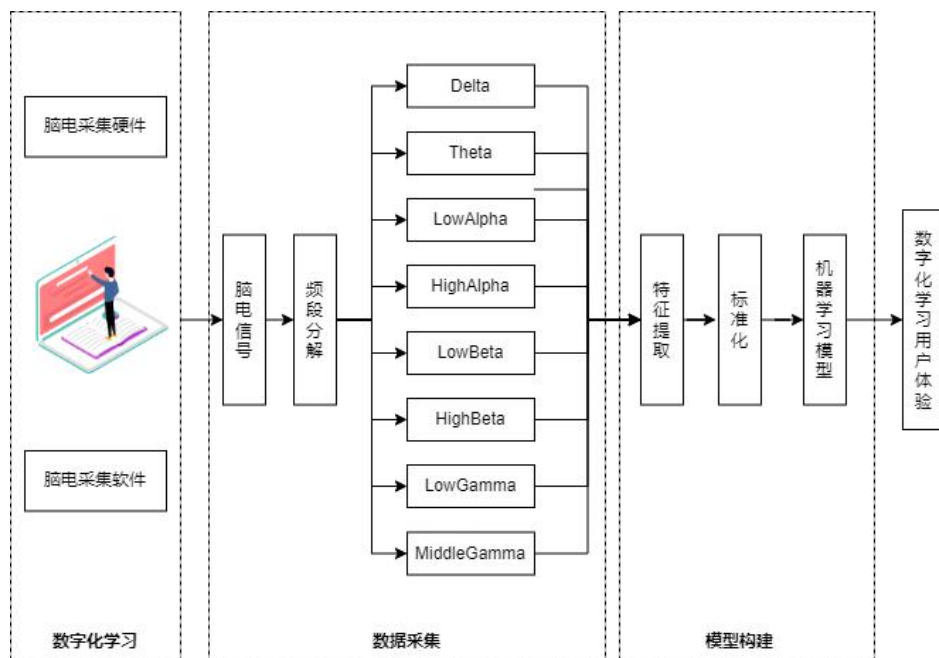 脑电采集硬件
脑电采集软件
数字化学习
脑电信号
频段分解
Delta
Theta
LowAlpha
HighAlpha
LowBeta
HighBeta
LowGamma
MiddleGamma
数据采集
特征提取
标准化
机器学习模型
模型构建
数字化学习用户体验